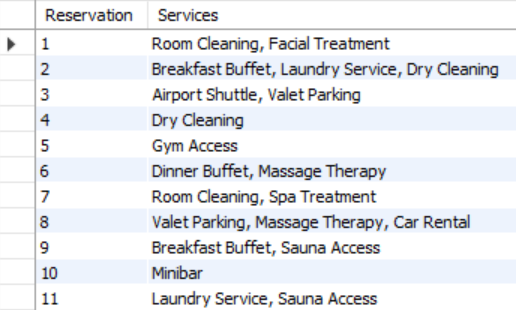 Reservation Services
1 Room Cleaning, Facial Treatment
2 Breakfast Buffet, Laundry Service, Dry Cleaning
3 Airport Shuttle, Valet Parking
4 Dry Cleaning
5 Gym Access
6 Dinner Buffet, Massage Therapy
7 Room Cleaning, Spa Treatment
8 Valet Parking, Massage Therapy, Car Rental
9 Breakfast Buffet, Sauna Access
10 Minibar
11 Laundry Service, Sauna Access